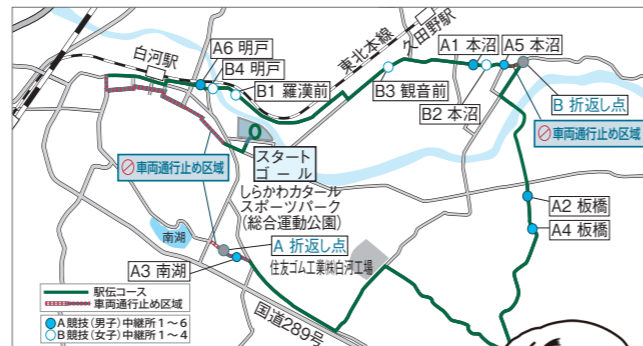 白河駅
A6 明戸
B4 明戸
B1 羅漢前
東北本線
久田野駅
B3 観音前
A1 本沼
A5 本沼
B2 本沼
B 折返し点
車両通行止め区域
スタート
ゴール
しらかわカタール
スポーツパーク
(総合運動公園)
車両通行止め区域
A2 板橋
A4 板橋
南湖
A 折返し点
A3 南湖
住友ゴム工業㈱白河工場
国道289号
駅伝コース
車両通行止め区域
A競技(男子)中継所1～6
B競技(女子)中継所1～4